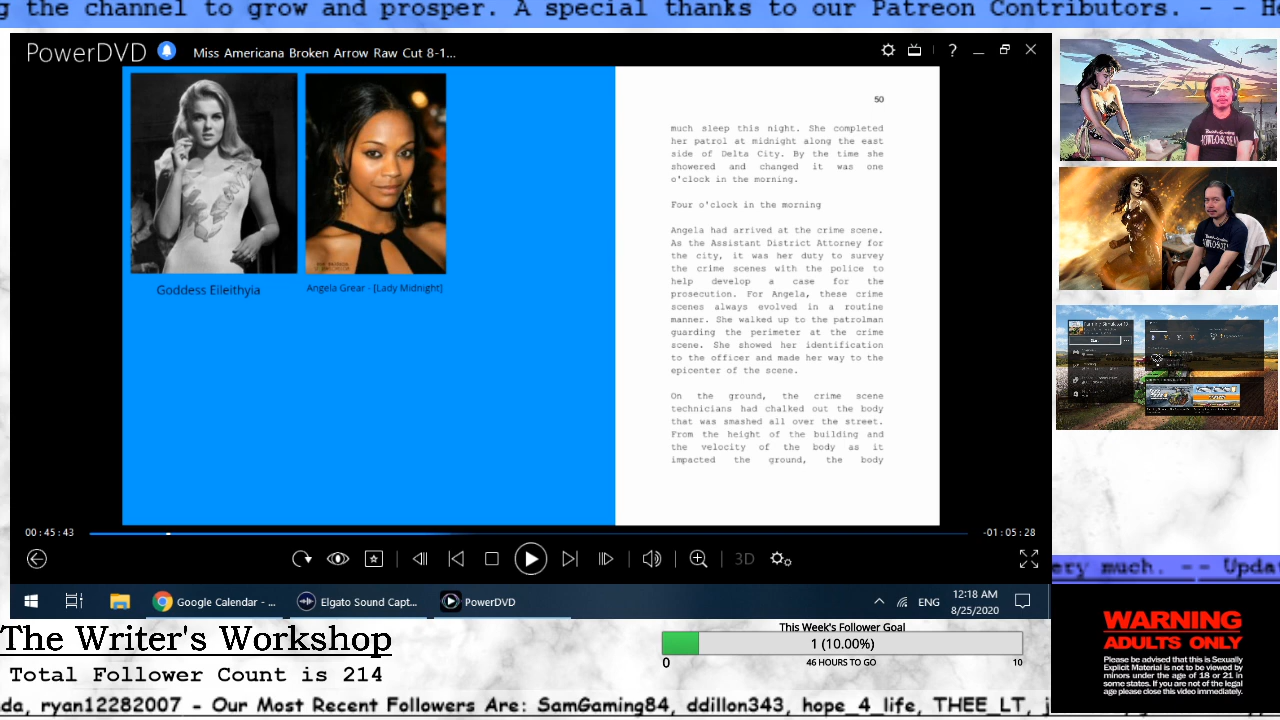 g the channel to grow and prosper. A special thanks to our Patreon Contributors. - - He
PowerDVD
Miss Americana Broken Arrow Raw Cut 8-1...
?
Goddess Eileithyia
Angela Grear - [Lady Midnight]
50
much sleep this night. She completed
her patrol at midnight along the east
side of Delta City. By the time she
showered and changed it was one
o'clock in the morning.
Four o'clock in the morning
Angela had arrived at the crime scene.
As the Assistant District Attorney for
the city, it was her duty to survey
the crime scenes with the police to
help develop a case for the
prosecution. For Angela, these crime
scenes always evolved in a routine
manner. She walked up to the patrolman
guarding the perimeter at the crime
scene. She showed her identification
to the officer and made her way to the
epicenter of the scene.
On the ground, the crime scene
technicians had chalked out the body
that was smashed all over the street.
From the height of the building and
the velocity of the body as it
impacted the ground, the body
00:45:43
-01:05:28
3D
Google Calendar - ...
Elgato Sound Capt...
PowerDVD
ENG
12:18 AM
8/25/2020
ery much. -- Updat
WARNING
ADULTS ONLY
Please be advised that this is Sexually
Explicit Material is not to be viewed by
minors under the age of 18 or 21 in
some states. If you are not of the legal
age please close this video immediately.
The Writer's Workshop
Total Follower Count is 214
This Week's Follower Goal
1 (10.00%)
0
46 HOURS TO GO
10
da, ryan12282007 - Our Most Recent Followers Are: SamGaming84, ddillon343, hope_4_life, THEE_LT,